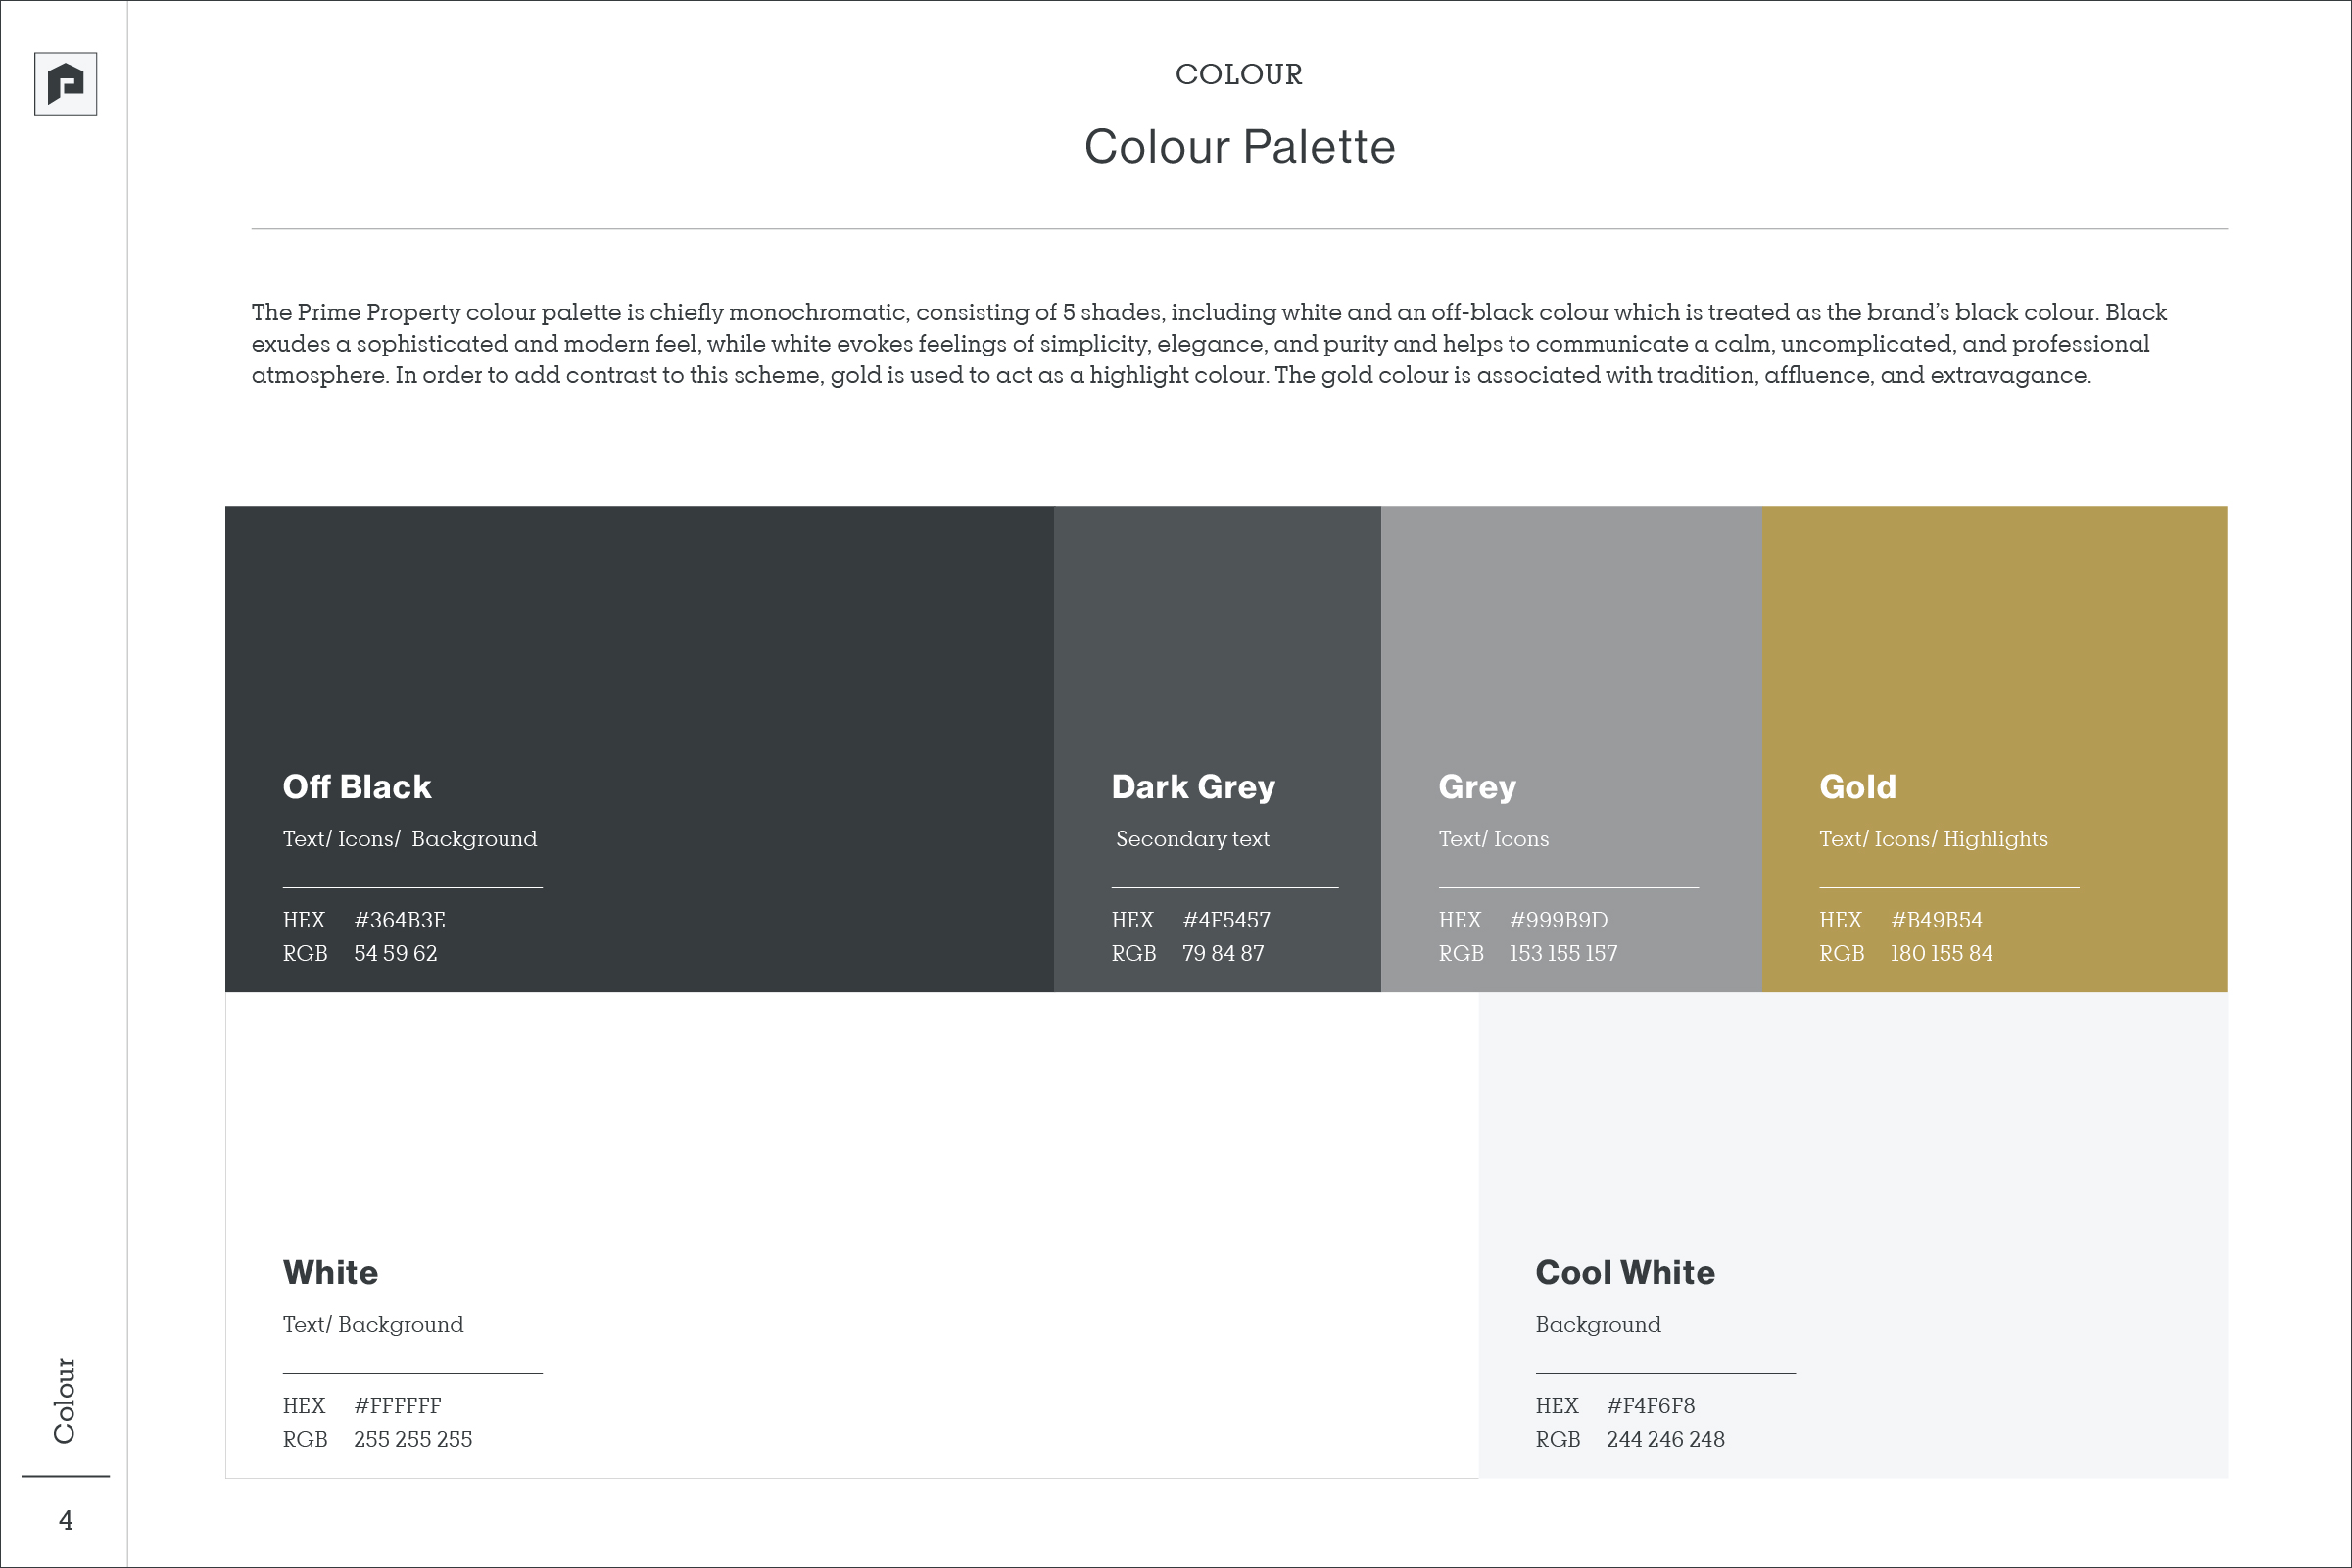 COLOUR
Colour Palette
The Prime Property colour palette is chiefly monochromatic, consisting of 5 shades, including white and an off-black colour which is treated as the brand’s black colour. Black
exudes a sophisticated and modern feel, while white evokes feelings of simplicity, elegance, and purity and helps to communicate a calm, uncomplicated, and professional
atmosphere. In order to add contrast to this scheme, gold is used to act as a highlight colour. The gold colour is associated with tradition, affluence, and extravagance.
Off Black
Text/ Icons/ Background
HEX #364B3E
RGB 54 59 62
Dark Grey
Secondary text
HEX #4F5457
RGB 79 84 87
Grey
Text/ Icons
HEX #999B9D
RGB 153 155 157
Gold
Text/ Icons/ Highlights
HEX #B49B54
RGB 180 155 84
White
Text/ Background
HEX #FFFFFF
RGB 255 255 255
Cool White
Background
HEX #F4F6F8
RGB 244 246 248
Colour
4